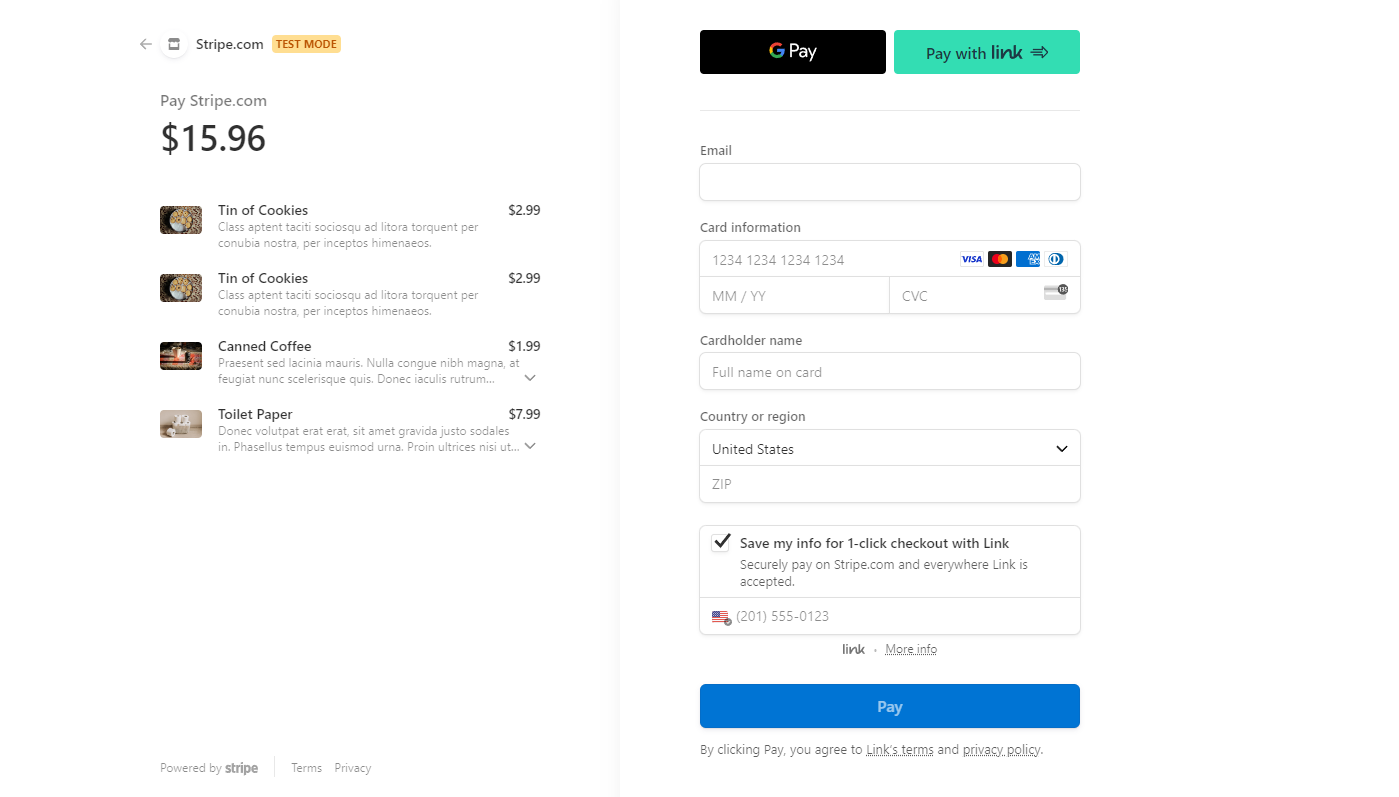 Stripe.com TEST MODE
Pay Stripe.com
$15.96
Tin of Cookies $2.99
Class aptent taciti sociosqu ad litora torquent per
conubia nostra, per inceptos himenaeos.
Tin of Cookies $2.99
Class aptent taciti sociosqu ad litora torquent per
conubia nostra, per inceptos himenaeos.
Canned Coffee $1.99
Praesent sed lacinia mauris. Nulla congue nibh magna, at
feugiat nunc scelerisque quis. Donec iaculis rutrum...
Toilet Paper $7.99
Donec volutpat erat erat, sit amet gravida justo sodales
in. Phasellus tempus euismod urna. Proin ultrices nisi ut...
Powered by stripe Terms Privacy
G Pay Pay with link
Email
Card information
1234 1234 1234 1234 VISA AMEX
MM / YY CVC 135
Cardholder name
Full name on card
Country or region
United States
ZIP
Save my info for 1-click checkout with Link
Securely pay on Stripe.com and everywhere Link is
accepted.
(201) 555-0123
link • More info
Pay
By clicking Pay, you agree to Link's terms and privacy policy.